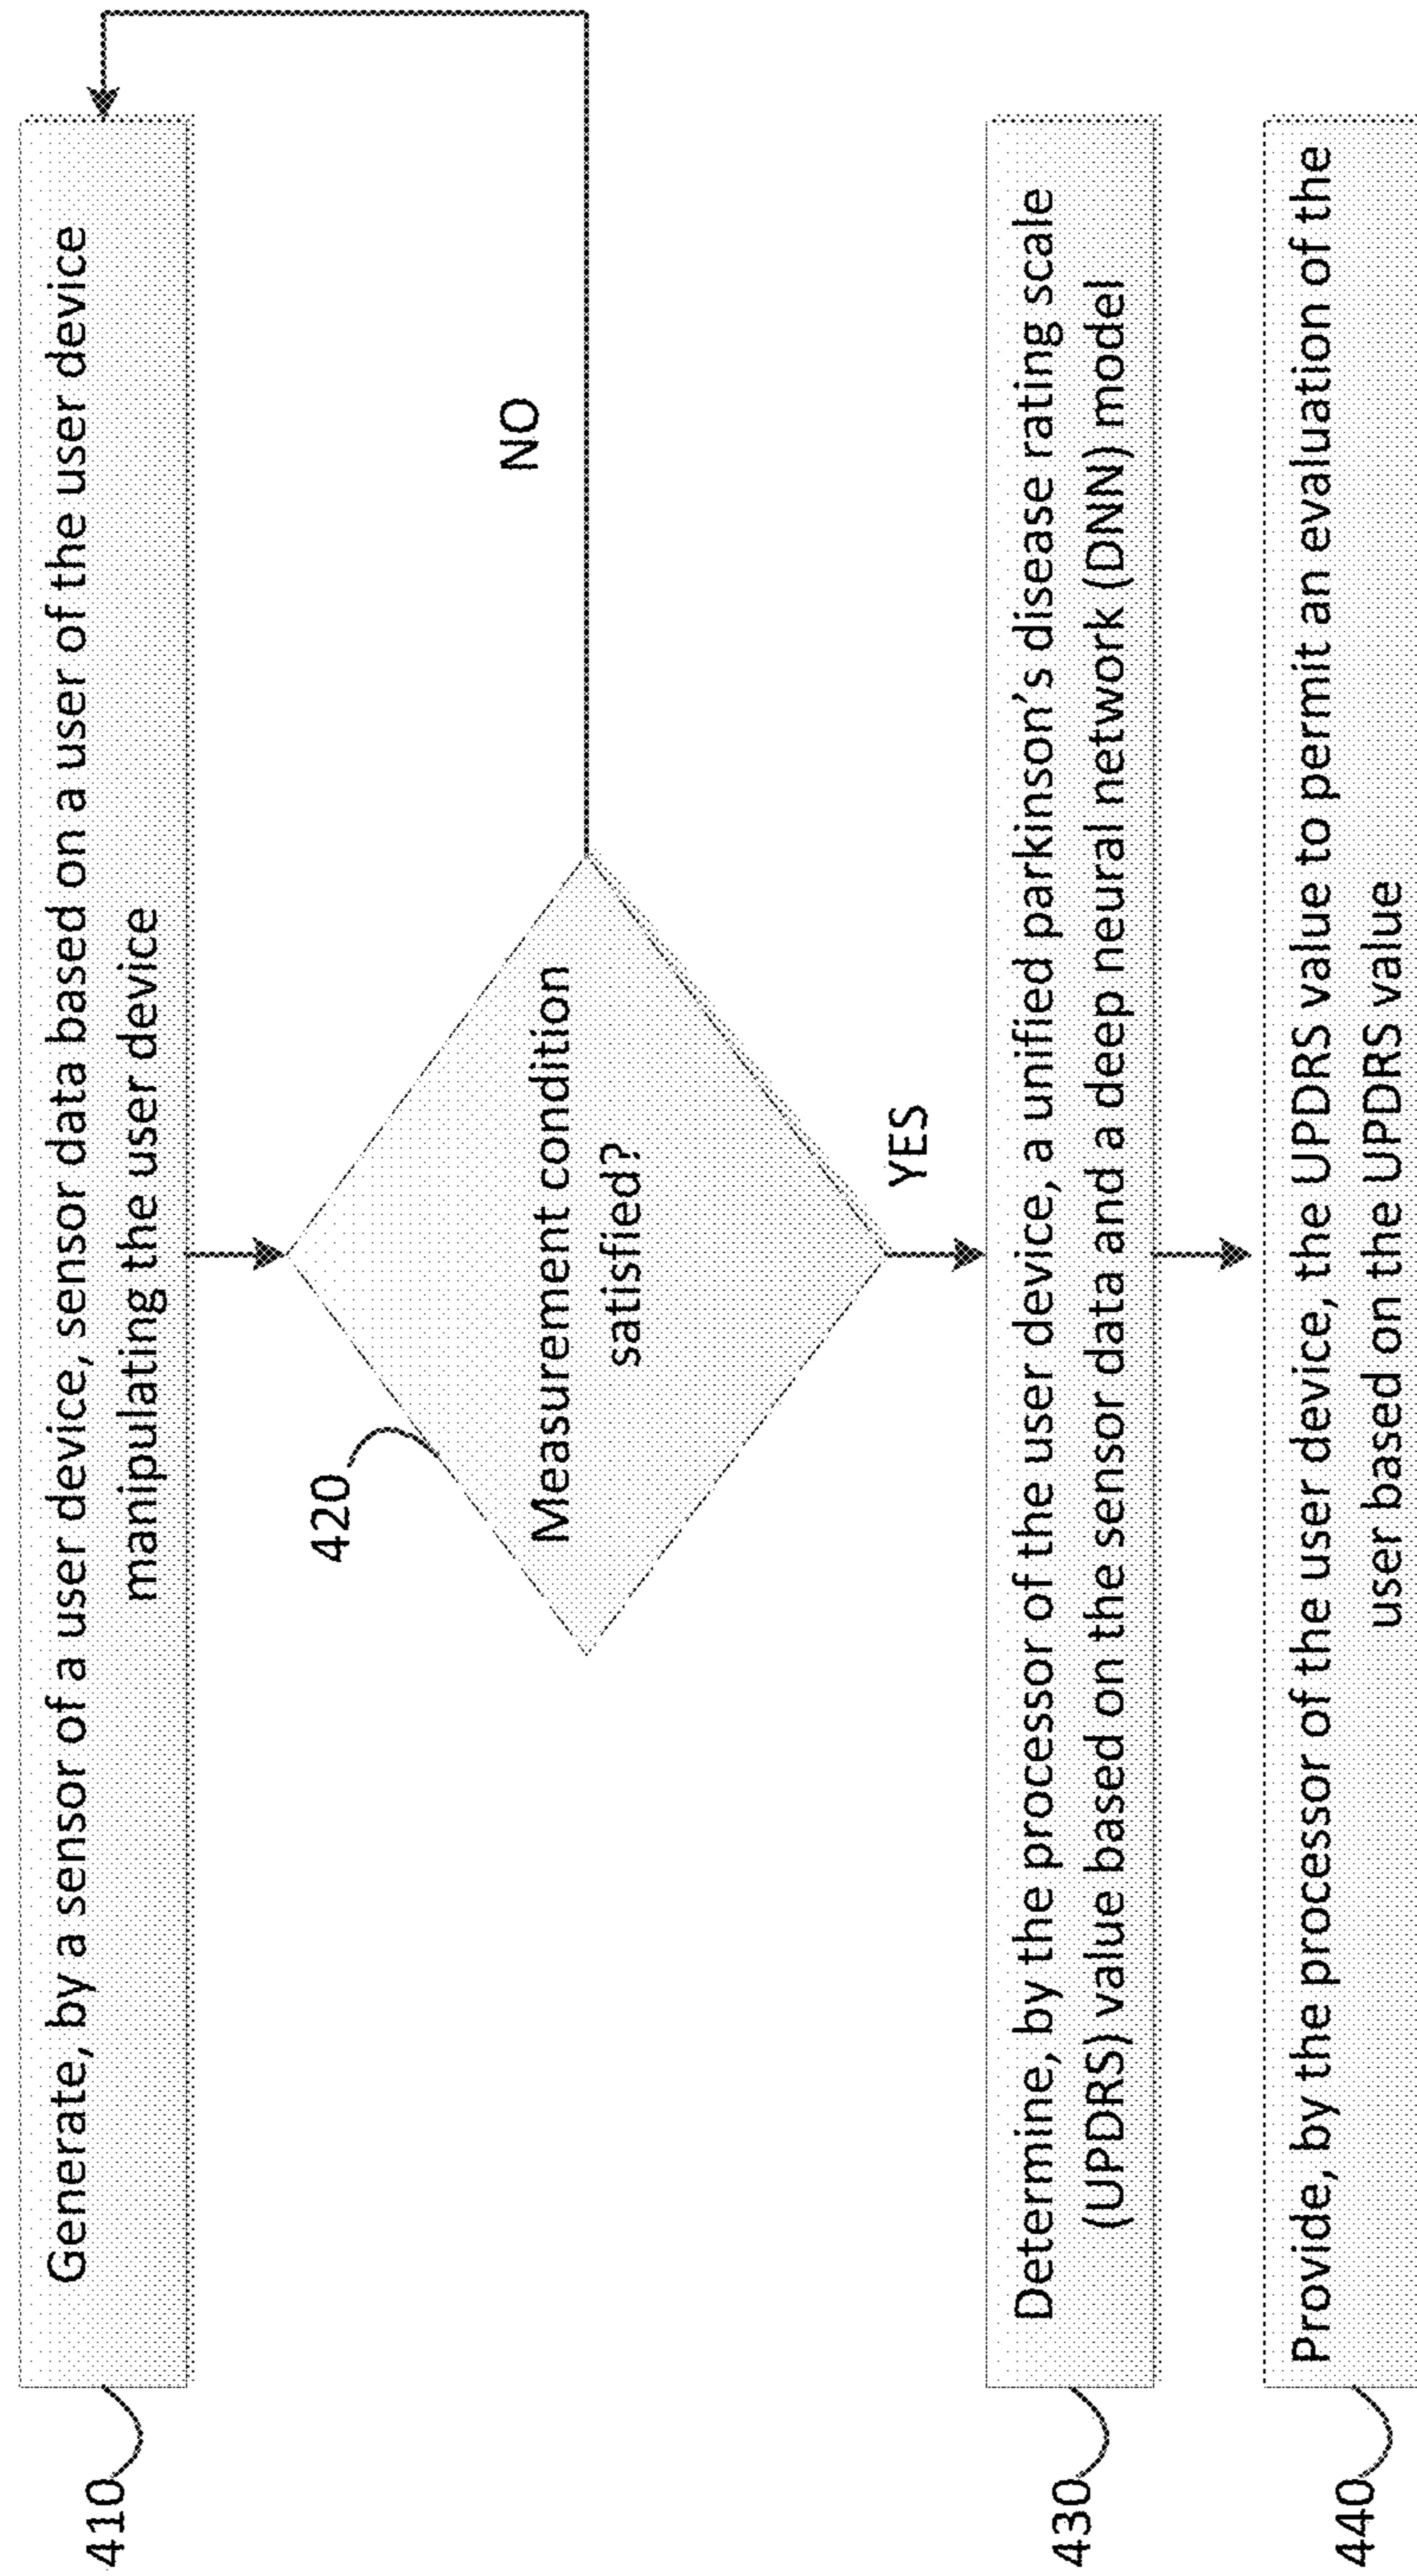 410
Generate, by a sensor of a user device, sensor data based on a user of the user device
manipulating the user device
420
Measurement condition
satisfied?
NO
YES
430
Determine, by the processor of the user device, a unified parkinson's disease rating scale
(UPDRS) value based on the sensor data and a deep neural network (DNN) model
440
Provide, by the processor of the user device, the UPDRS value to permit an evaluation of the
user based on the UPDRS value